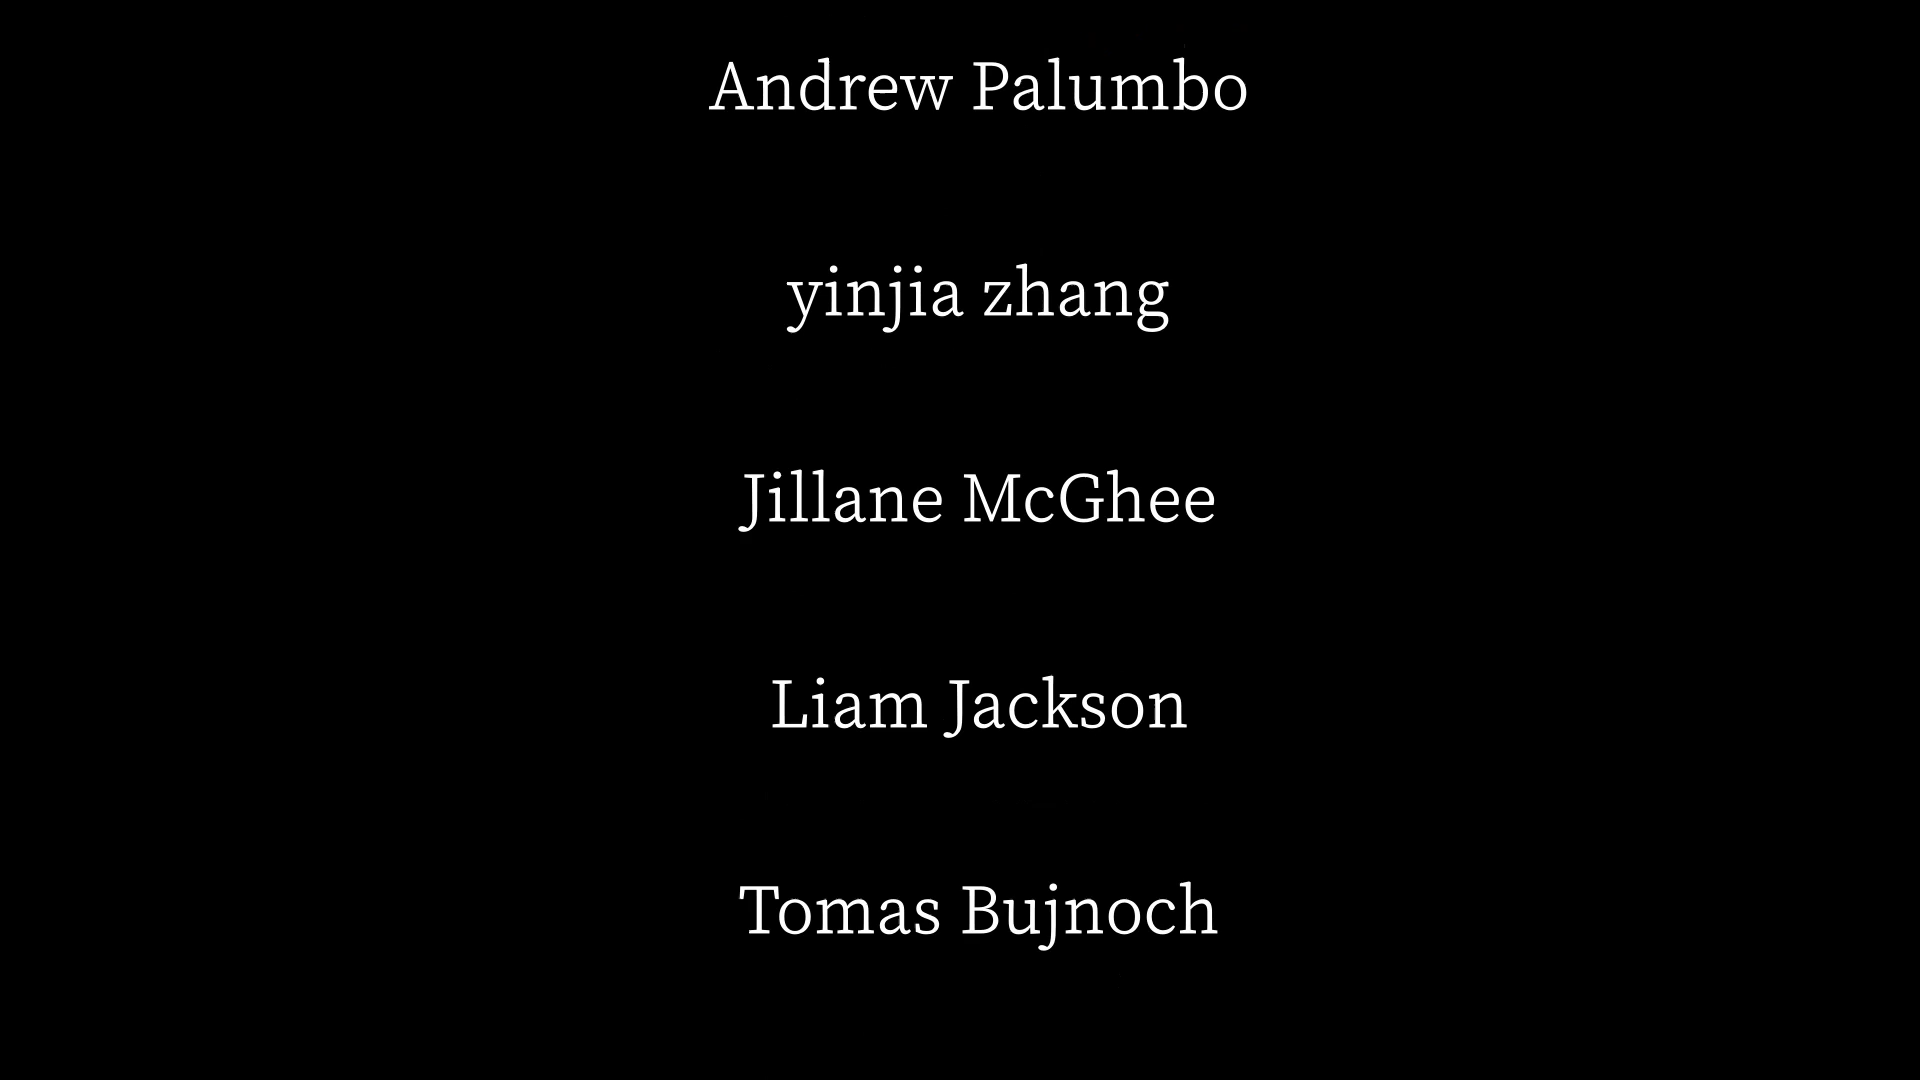 Andrew Palumbo
yinjia zhang
Jillane McGhee
Liam Jackson
Tomas Bujnoch